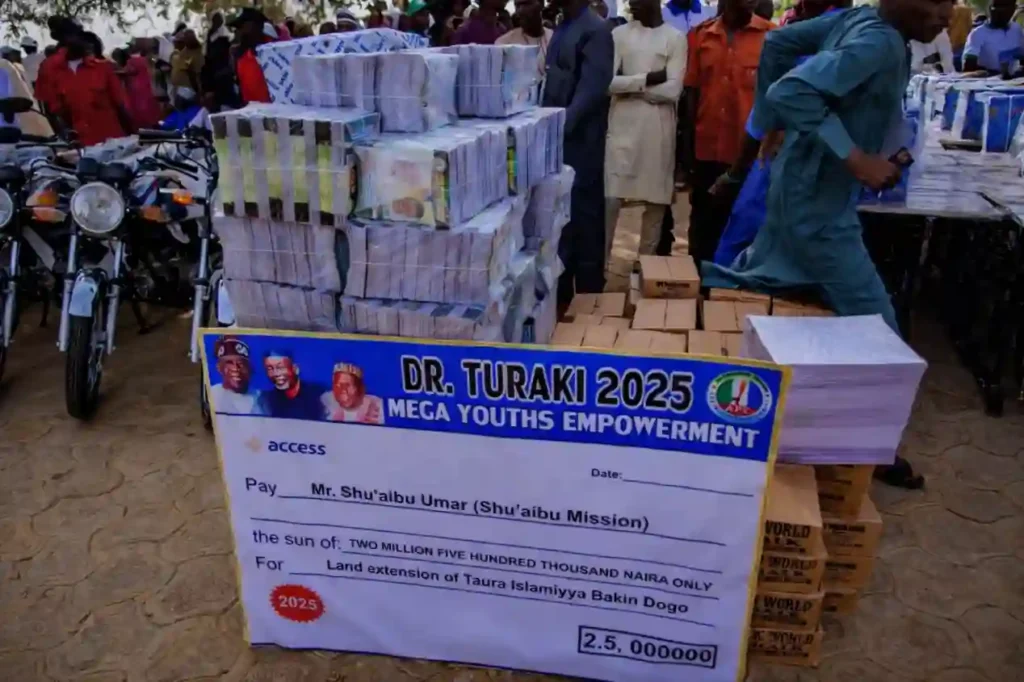 DR. TURAKI 2025
MEGA YOUTHS EMPOWERMENT
APC
access
Date:
Pay Mr. Shu'aibu Umar (Shu'aibu Mission)
the sun of: TWO MILLION FIVE HUNDRED THOUSAND NAIRA ONLY
For Land extension of Taura Islamiyya Bakin Dogo
2025
2.5, 000000
WORLD
WORLD
WORLD
WORLD